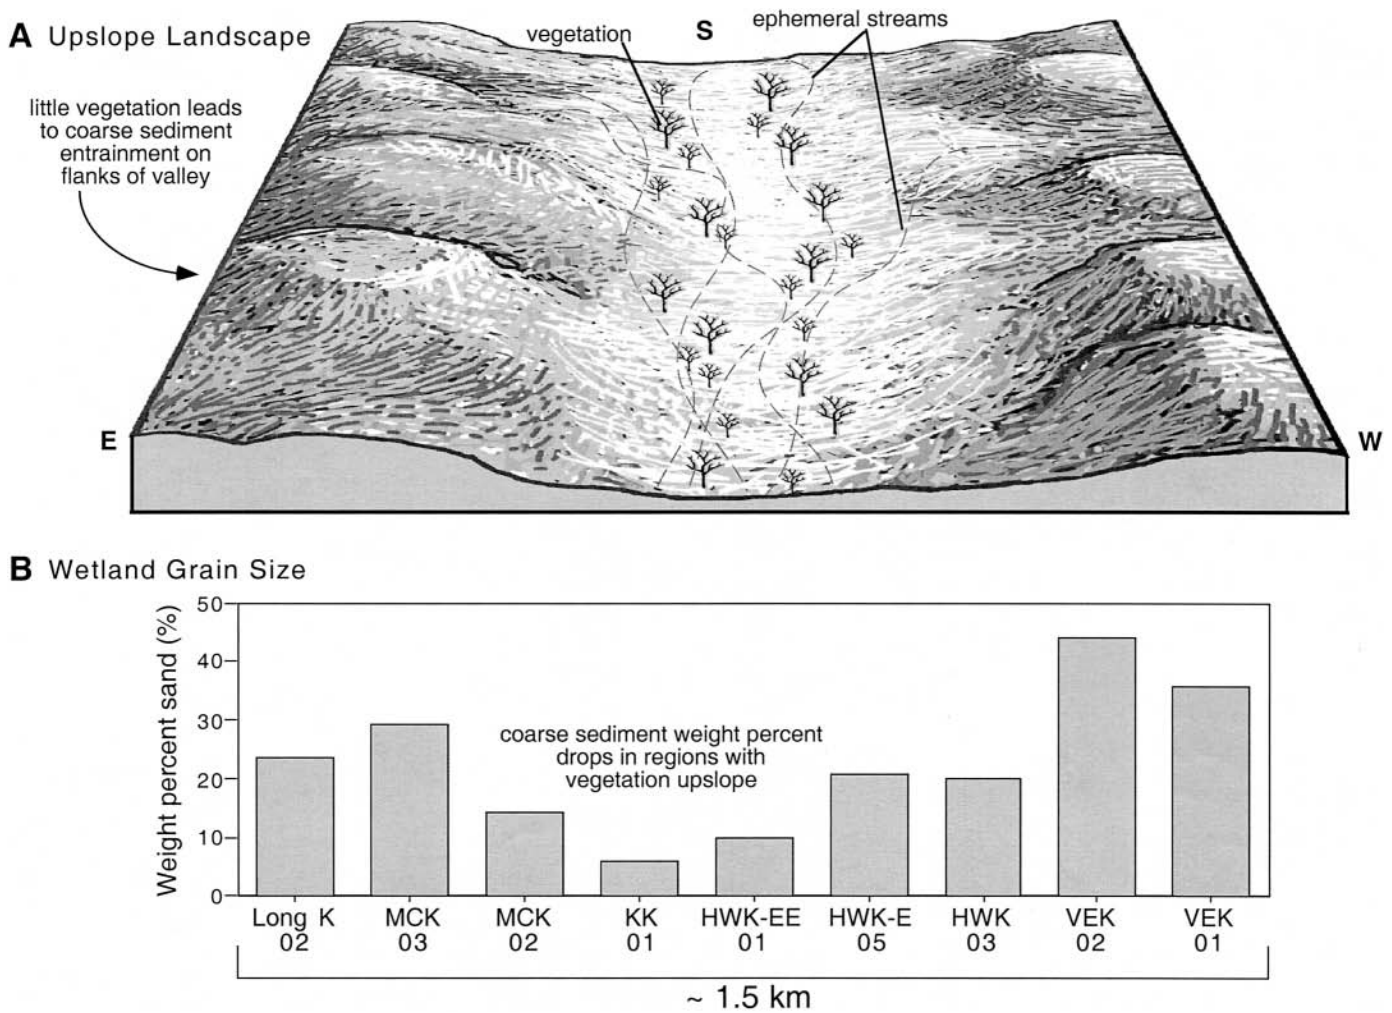 A Upslope Landscape
vegetation
S
ephemeral streams
little vegetation leads
to coarse sediment
entrainment on
flanks of valley
E
W
B Wetland Grain Size
Weight percent sand (%)
50
40
30
20
10
0
coarse sediment weight percent
drops in regions with
vegetation upslope
Long K
02
MCK
03
MCK
02
KK
01
HWK-EE
01
HWK-E
05
HWK
03
VEK
02
VEK
01
~ 1.5 km